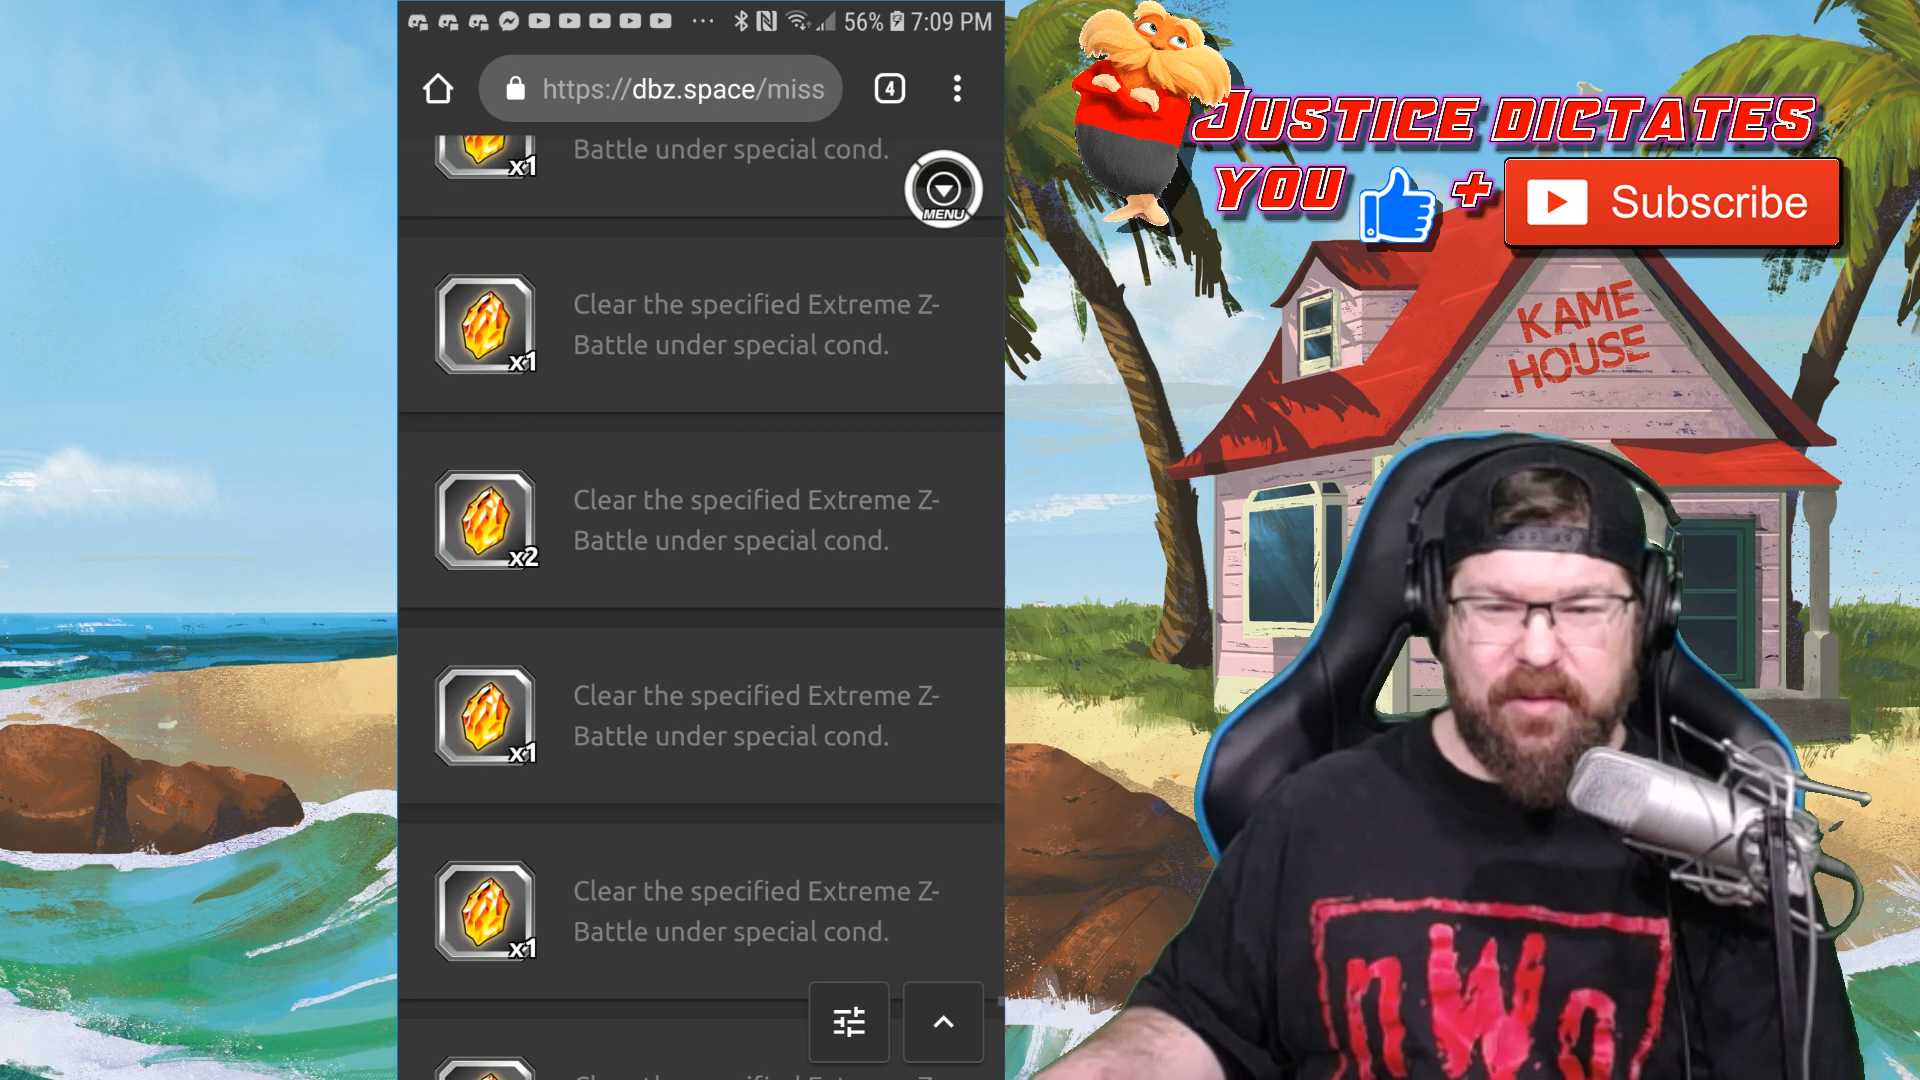 56% 7:09 PM
https://dbz.space/miss
4
Battle under special cond.
x1
MENU
Clear the specified Extreme Z-
Battle under special cond.
x1
Clear the specified Extreme Z-
Battle under special cond.
x2
Clear the specified Extreme Z-
Battle under special cond.
x1
Clear the specified Extreme Z-
Battle under special cond.
x1
JUSTICE DICTATES
YOU +
Subscribe
KAME
HOUSE
nWo